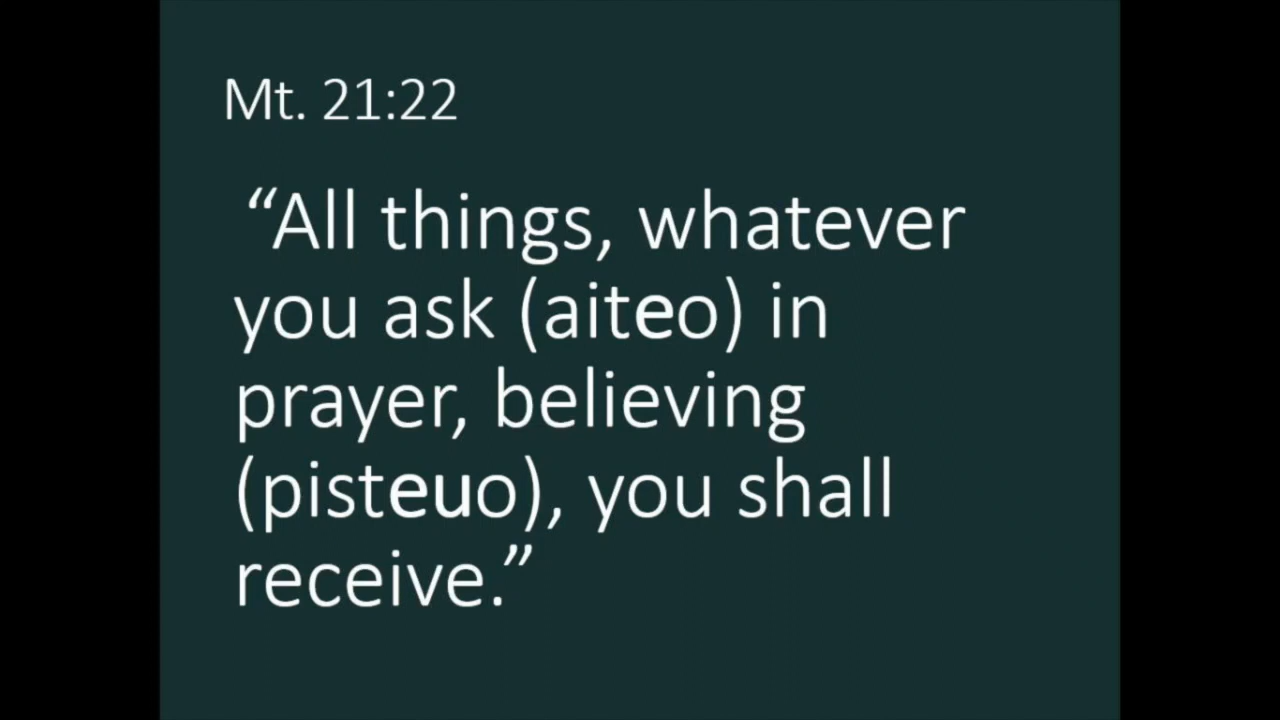 Mt. 21:22
“All things, whatever
you ask (aiteo) in
prayer, believing
(pisteuo), you shall
receive.”